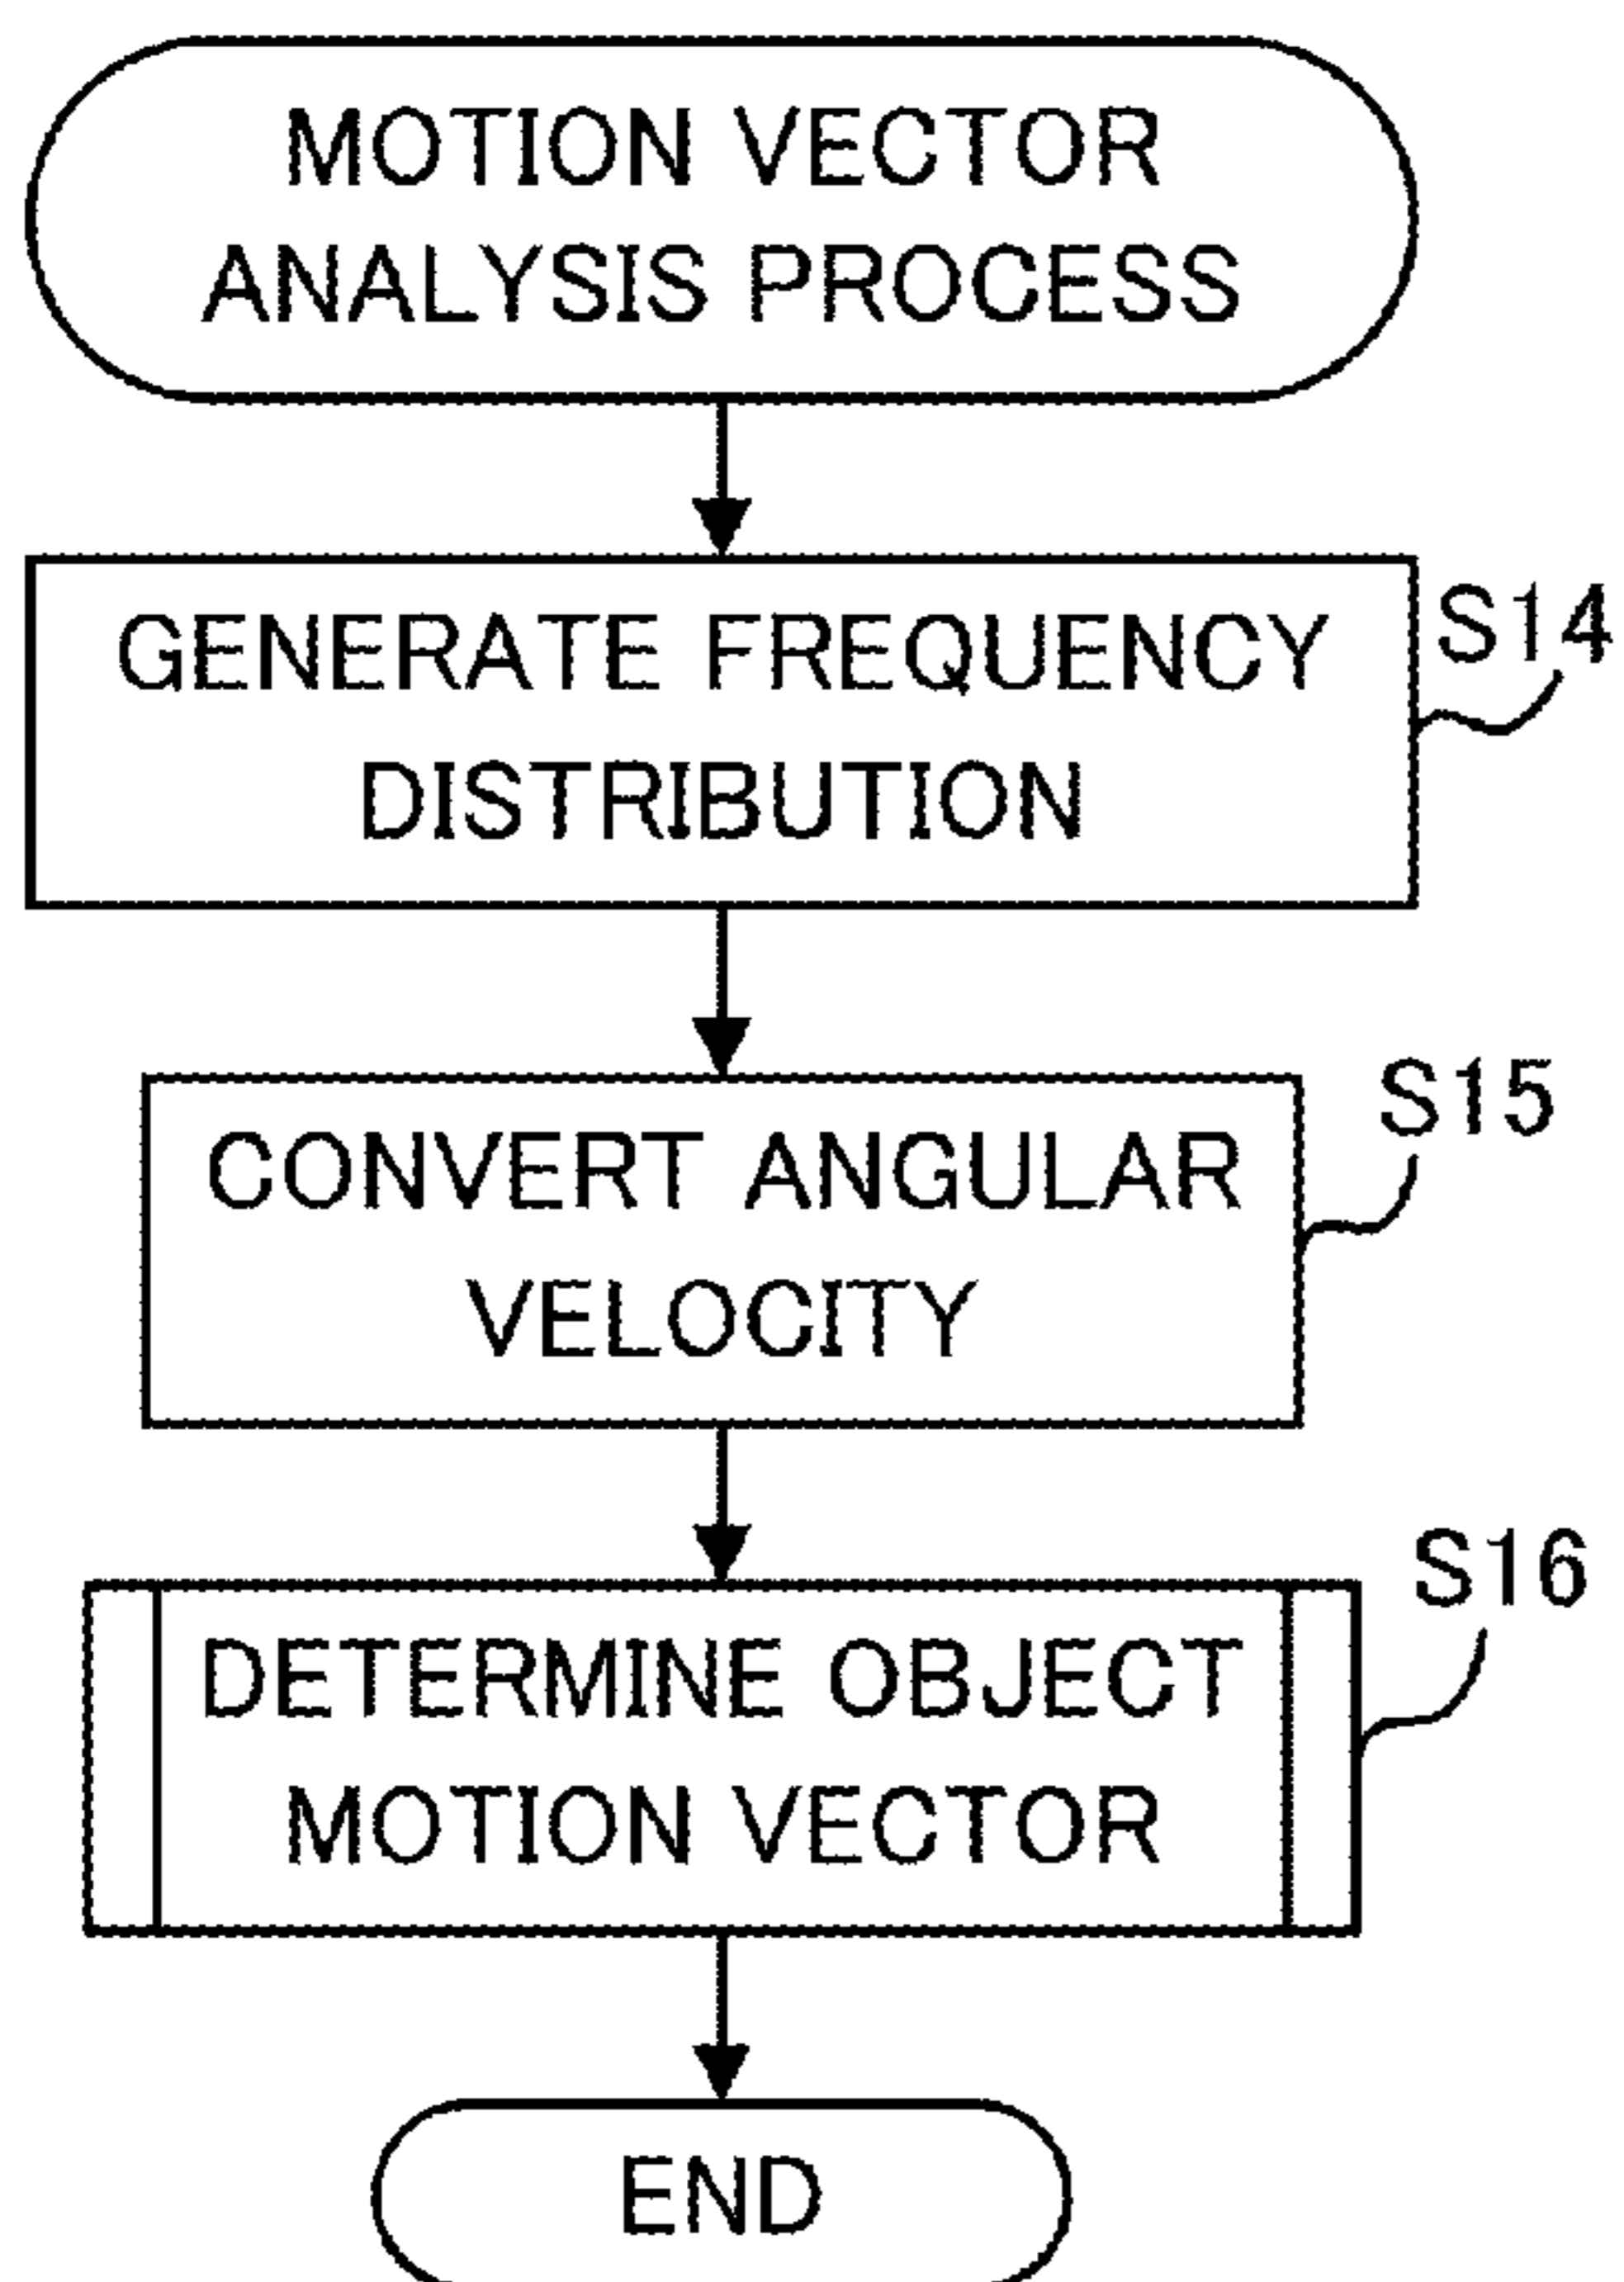 MOTION VECTOR
ANALYSIS PROCESS
GENERATE FREQUENCY
DISTRIBUTION
S14
CONVERT ANGULAR
VELOCITY
S15
DETERMINE OBJECT
MOTION VECTOR
S16
END